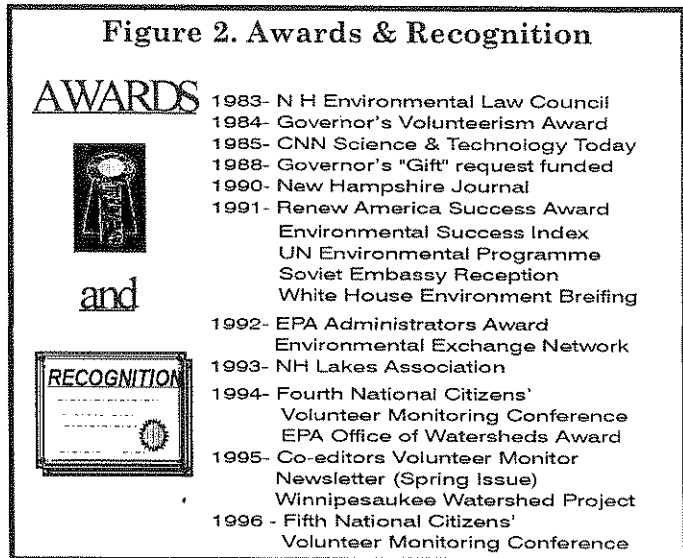 Figure 2. Awards & Recognition
AWARDS
and
RECOGNITION
1983- N H Environmental Law Council
1984- Governor's Volunteerism Award
1985- CNN Science & Technology Today
1988- Governor's "Gift" request funded
1990- New Hampshire Journal
1991- Renew America Success Award
Environmental Success Index
UN Environmental Programme
Soviet Embassy Reception
White House Environment Breifing
1992- EPA Administrators Award
Environmental Exchange Network
1993- NH Lakes Association
1994- Fourth National Citizens'
Volunteer Monitoring Conference
EPA Office of Watersheds Award
1995- Co-editors Volunteer Monitor
Newsletter (Spring Issue)
Winnipesaukee Watershed Project
1996 - Fifth National Citizens'
Volunteer Monitoring Conference